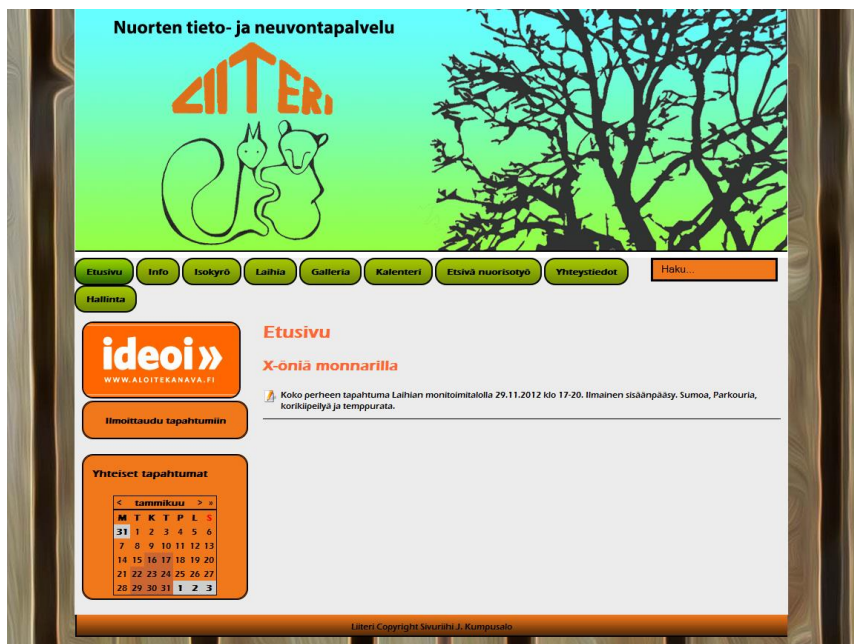 Nuorten tieto- ja neuvontapalvelu
LIITERI
Etusivu Info Isokyrö Laihia Galleria Kalenteri Etsivä nuorisotyö Yhteystiedot Haku...
Hallinta
ideoi»
WWW.ALOITEKANAVA.FI
Ilmoittaudu tapahtumiin
Etusivu
X-öniä monnarilla
Koko perheen tapahtuma Laihian monitoimitalolla 29.11.2012 klo 17-20. Ilmainen sisäänpääsy. Sumoa, Parkouria,
korikiipeilyä ja temppurata.
Yhteiset tapahtumat
< tammikuu > »
M T K T P L S
31 1 2 3 4 5 6
7 8 9 10 11 12 13
14 15 16 17 18 19 20
21 22 23 24 25 26 27
28 29 30 31 1 2 3
Liiteri Copyright Sivuriihi J. Kumpusalo